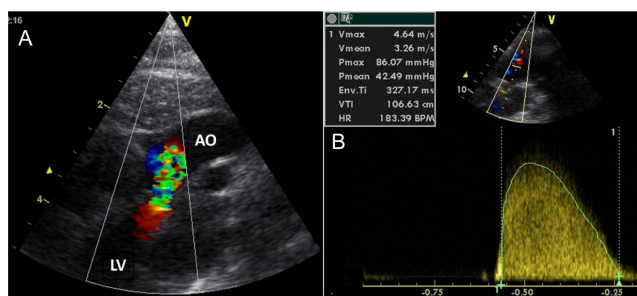 2:16
A
V
2
AO
4
LV
1 Vmax 4.64 m/s
Vmean 3.26 m/s
Pmax 86.07 mmHg
Pmean 42.49 mmHg
Env.Ti 327.17 ms
VTI 106.63 cm
HR 183.39 BPM
V
5
10
B
1
1
-0.75
-0.50
-0.25